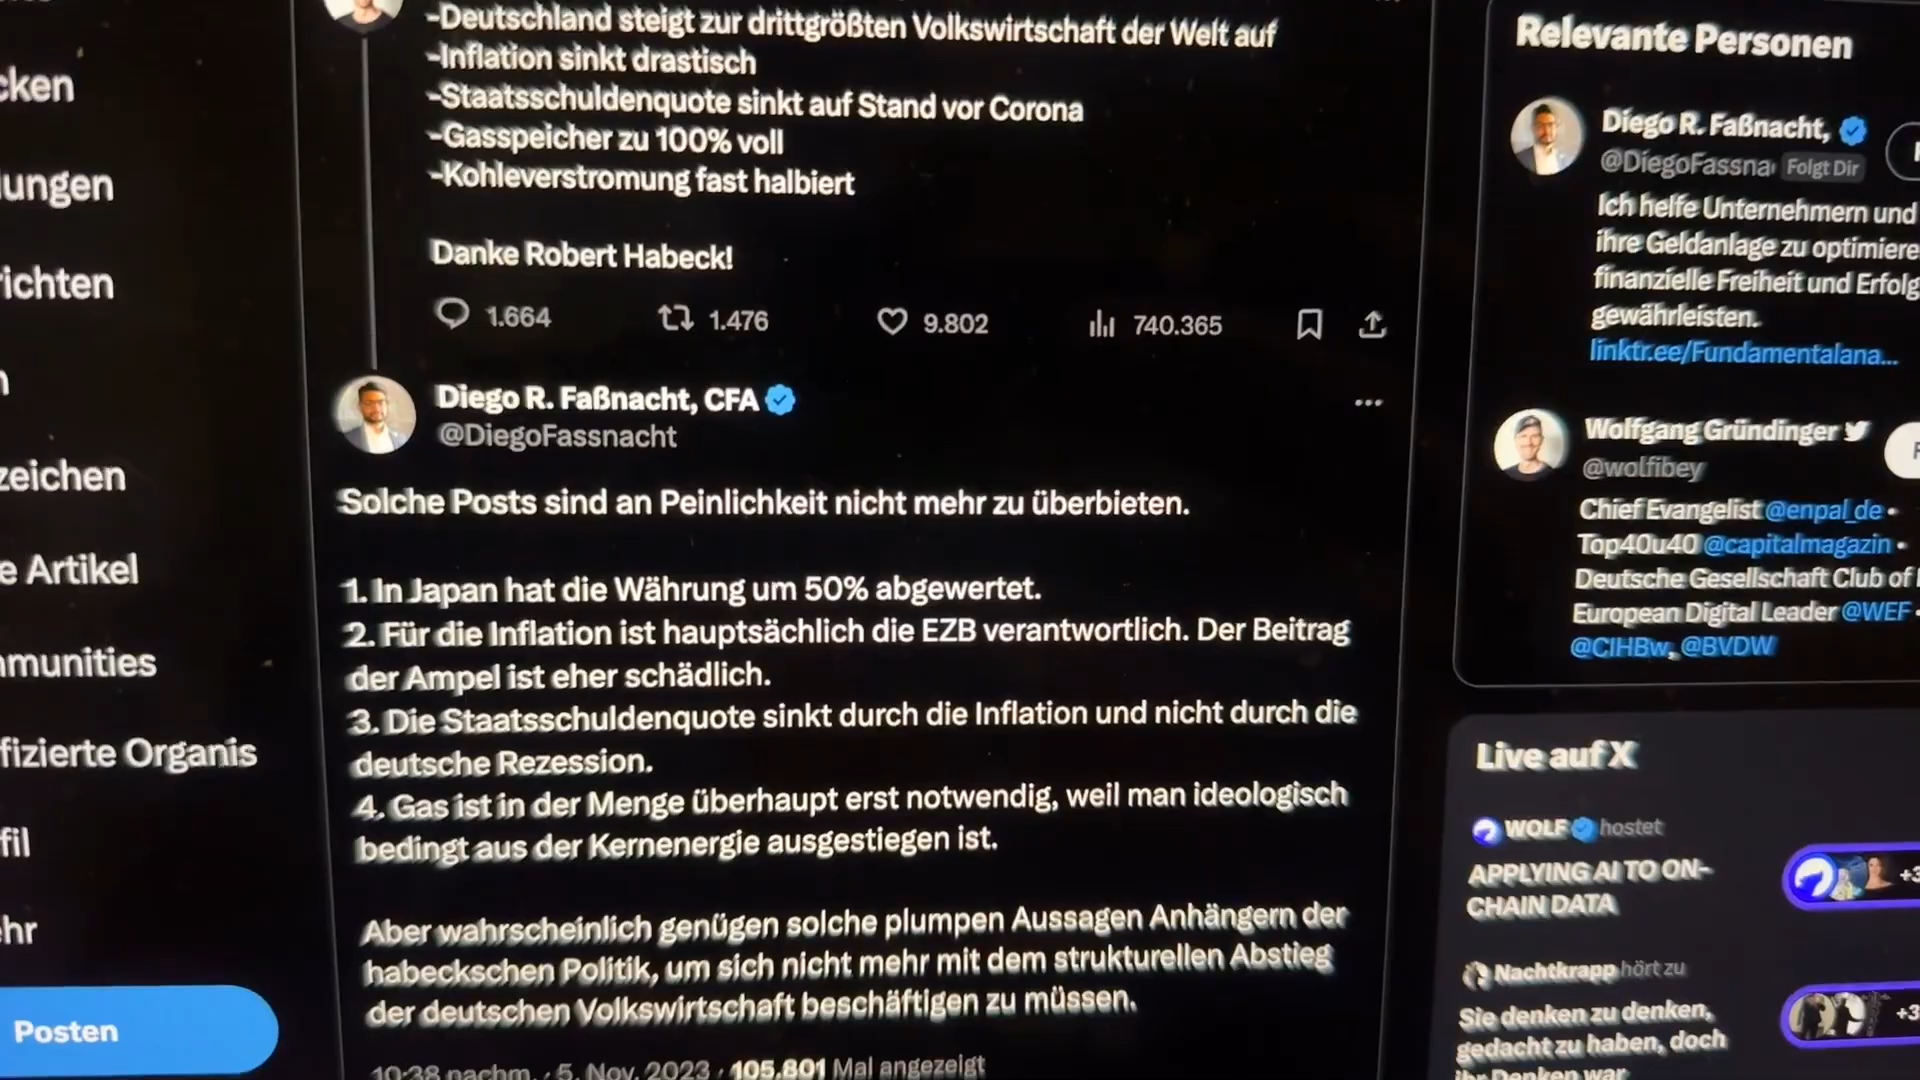 -Deutschland steigt zur drittgrößten Volkswirtschaft der Welt auf
-Inflation sinkt drastisch
-Staatsschuldenquote sinkt auf Stand vor Corona
-Gasspeicher zu 100% voll
-Kohleverstromung fast halbiert
Danke Robert Habeck!
1.664 1.476 9.802 740.365
Diego R. Faßnacht, CFA
@DiegoFassnacht
Solche Posts sind an Peinlichkeit nicht mehr zu überbieten.
1. In Japan hat die Währung um 50% abgewertet.
2. Für die Inflation ist hauptsächlich die EZB verantwortlich. Der Beitrag
der Ampel ist eher schädlich.
3. Die Staatsschuldenquote sinkt durch die Inflation und nicht durch die
deutsche Rezession.
4. Gas ist in der Menge überhaupt erst notwendig, weil man ideologisch
bedingt aus der Kernenergie ausgestiegen ist.
Aber wahrscheinlich genügen solche plumpen Aussagen Anhängern der
habeckschen Politik, um sich nicht mehr mit dem strukturellen Abstieg
der deutschen Volkswirtschaft beschäftigen zu müssen.
10:38 nachm. · 5. Nov. 2023 · 105.801 Mal angezeigt
cken
ungen
richten
n
zeichen
e Artikel
mmunities
fizierte Organis
fil
ehr
Posten
Relevante Personen
Diego R. Faßnacht,
@DiegoFassna Folgt Dir
Ich helfe Unternehmern und
ihre Geldanlage zu optimiere
finanzielle Freiheit und Erfolg
gewährleisten.
linktr.ee/Fundamentalana...
Wolfgang Gründinger
@wolfibey
Chief Evangelist @enpal_de •
Top40u40 @capitalmagazin •
Deutsche Gesellschaft Club of
European Digital Leader @WEF •
@CIHBw, @BVDW
Live auf X
WOLF hostet
APPLYING AI TO ON-
CHAIN DATA
+3
Nachtkrapp hört zu
Sie denken zu denken,
gedacht zu haben, doch
ihr Denken war
+3